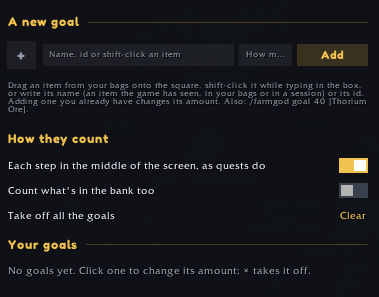 A new goal
+ Name, id or shift-click an item How m... Add
Drag an item from your bags onto the square, shift-click it while typing in the box,
or write its name (an item the game has seen, in your bags or in a session) or its id.
Adding one you already have changes its amount. Also: /farmgod goal 40 [Thorium
Ore].
How they count
Each step in the middle of the screen, as quests do
Count what's in the bank too
Take off all the goals Clear
Your goals
No goals yet. Click one to change its amount; × takes it off.